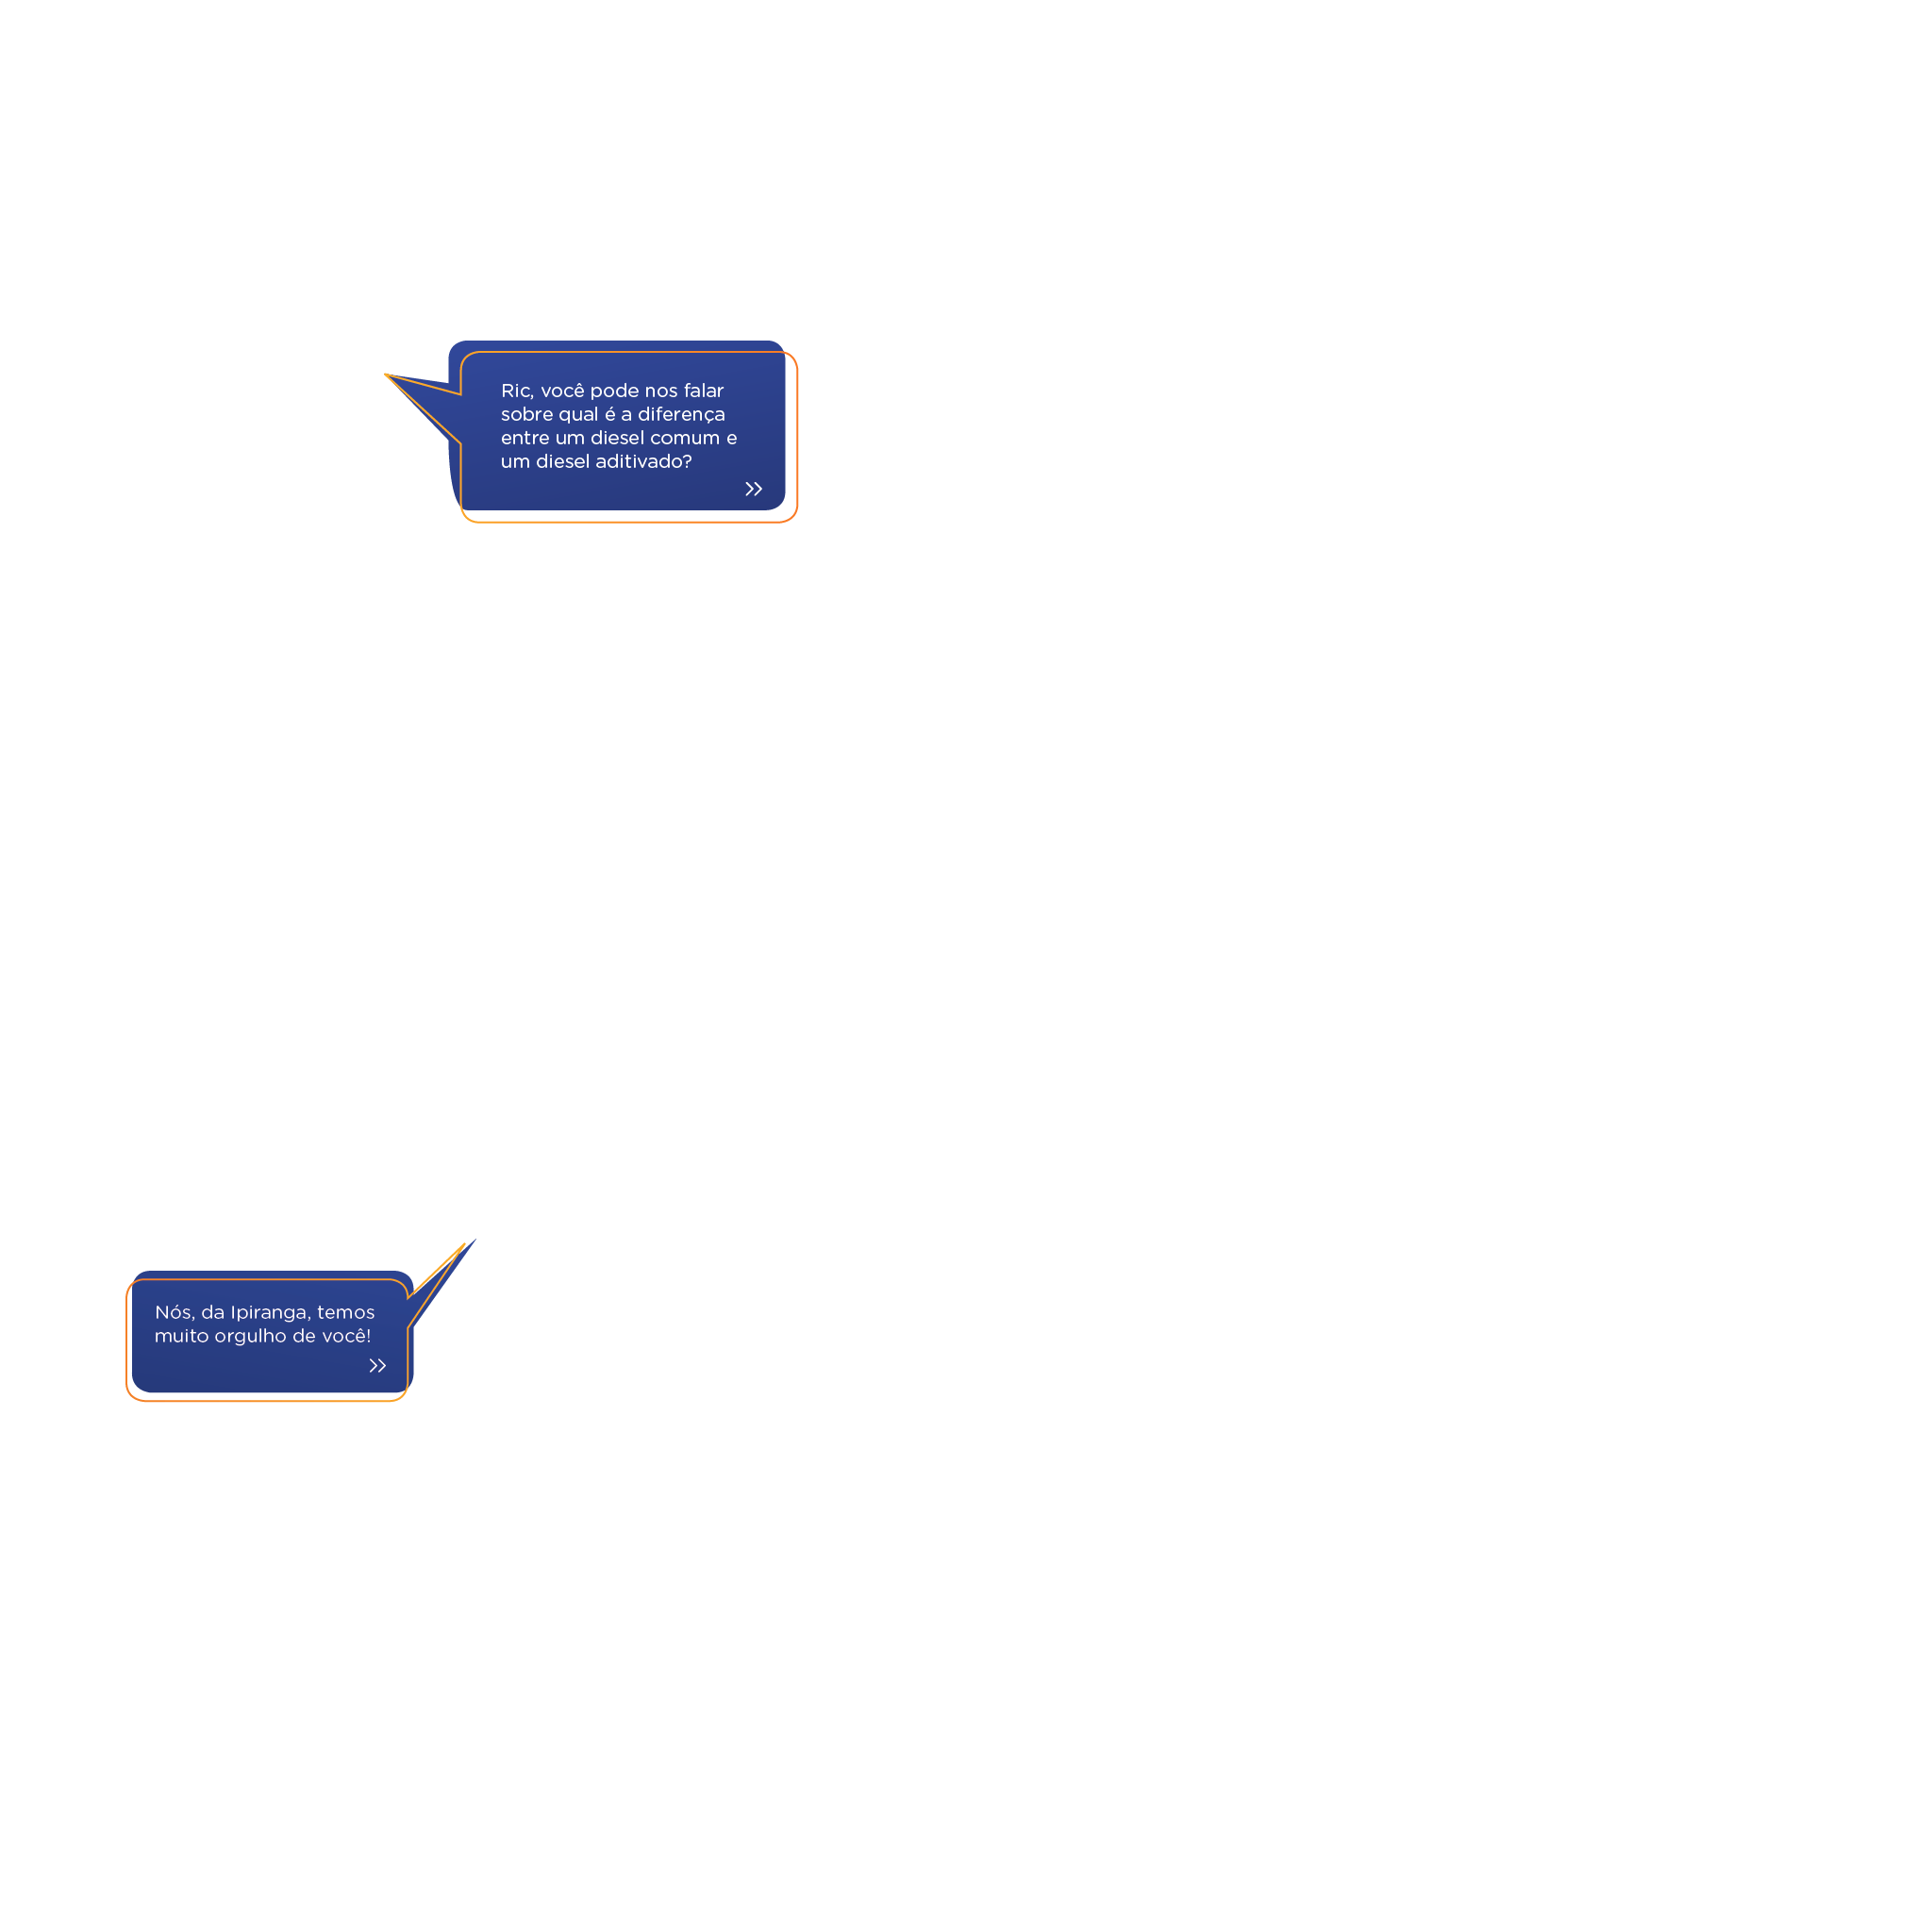 Ric, você pode nos falar
sobre qual é a diferença
entre um diesel comum e
um diesel aditivado?
Nós, da Ipiranga, temos
muito orgulho de você!